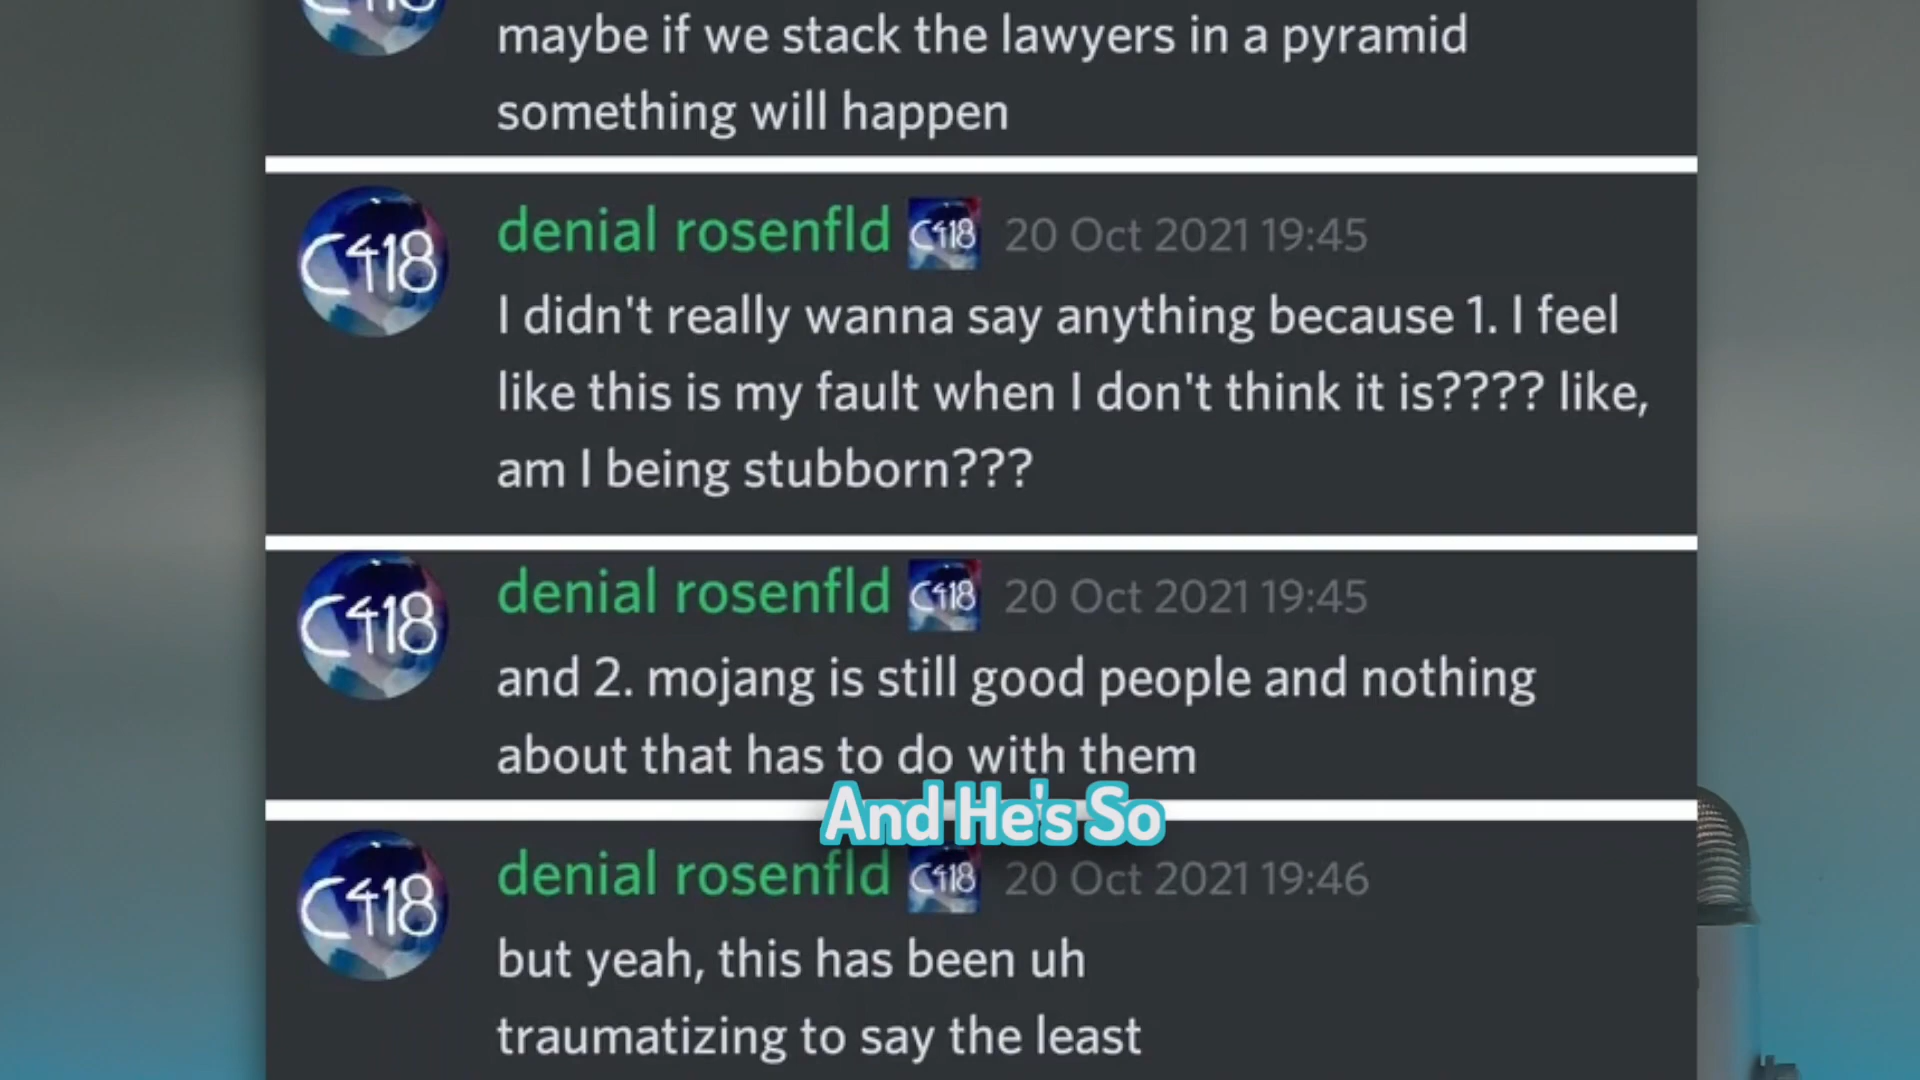 C418
maybe if we stack the lawyers in a pyramid
something will happen
C418
denial rosenfld C418 20 Oct 2021 19:45
I didn't really wanna say anything because 1. I feel
like this is my fault when I don't think it is???? like,
am I being stubborn???
C418
denial rosenfld C418 20 Oct 2021 19:45
and 2. mojang is still good people and nothing
about that has to do with them
And He's So
C418
denial rosenfld C418 20 Oct 2021 19:46
but yeah, this has been uh
traumatizing to say the least